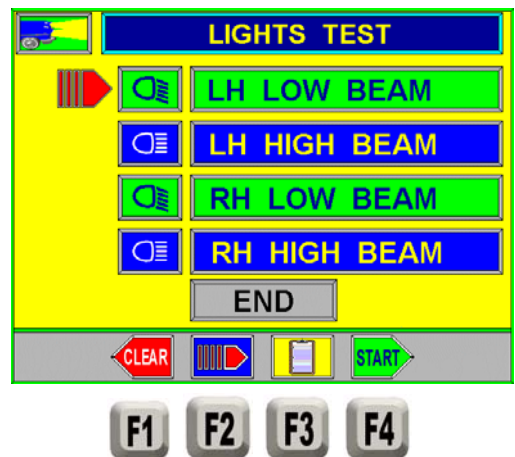 LIGHTS TEST
LH LOW BEAM
LH HIGH BEAM
RH LOW BEAM
RH HIGH BEAM
END
CLEAR START
F1 F2 F3 F4